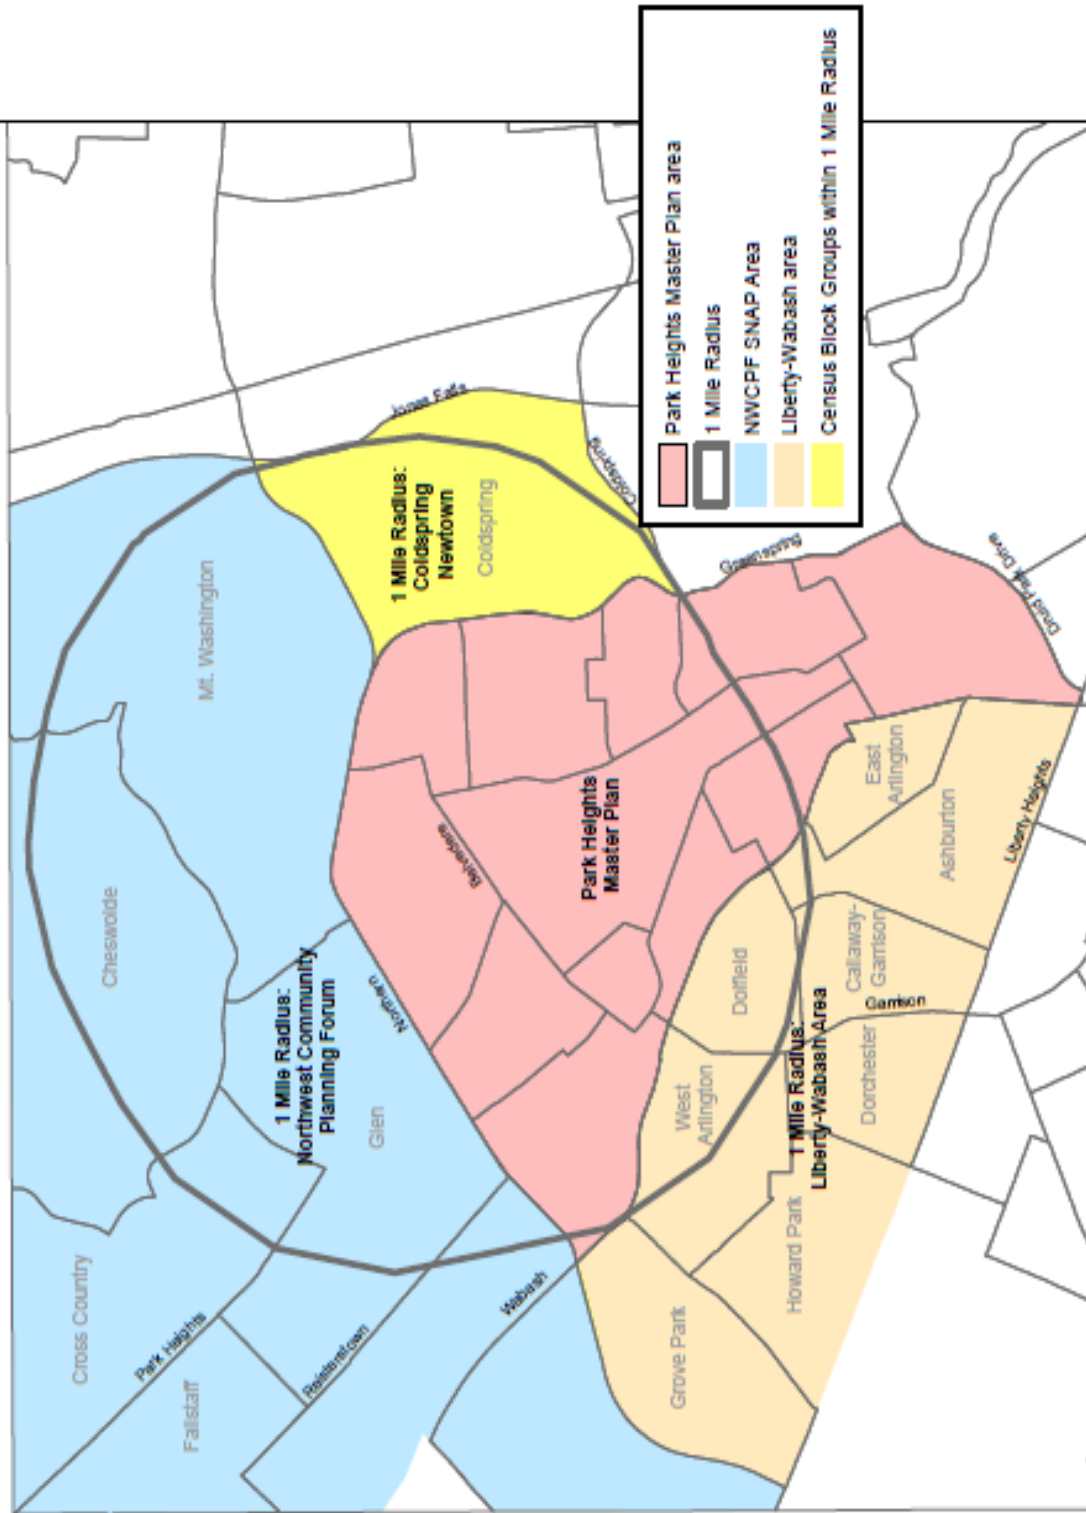 Cross Country
Cheswolde
Mt. Washington
Fallstaff
Park Heights
Glen
Reisterstown
1 Mile Radius:
Northwest Community
Planning Forum
Northern
Wabash
1 Mile Radius:
Coldspring
Newtown
Coldspring
Jones Falls
Coldspring
Belvedere
Park Heights
Master Plan
Greenspring
Druid Park Drive
Grove Park
West
Arlington
Dolfield
East
Arlington
Howard Park
1 Mile Radius:
Liberty-Wabash Area
Dorchester
Callaway-
Garrison
Garrison
Ashburton
Liberty Heights
Park Heights Master Plan area
1 Mile Radius
NWCPF SNAP Area
Liberty-Wabash area
Census Block Groups within 1 Mile Radius